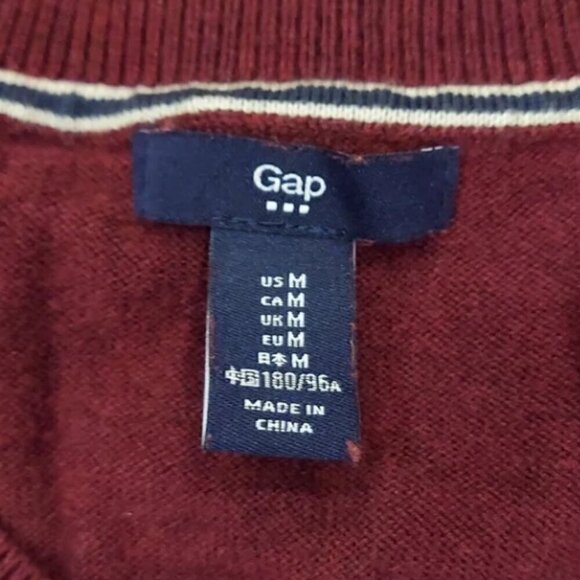 Gap
US M
CA M
UK M
EU M
日本 M
中国 180/96A
MADE IN
CHINA